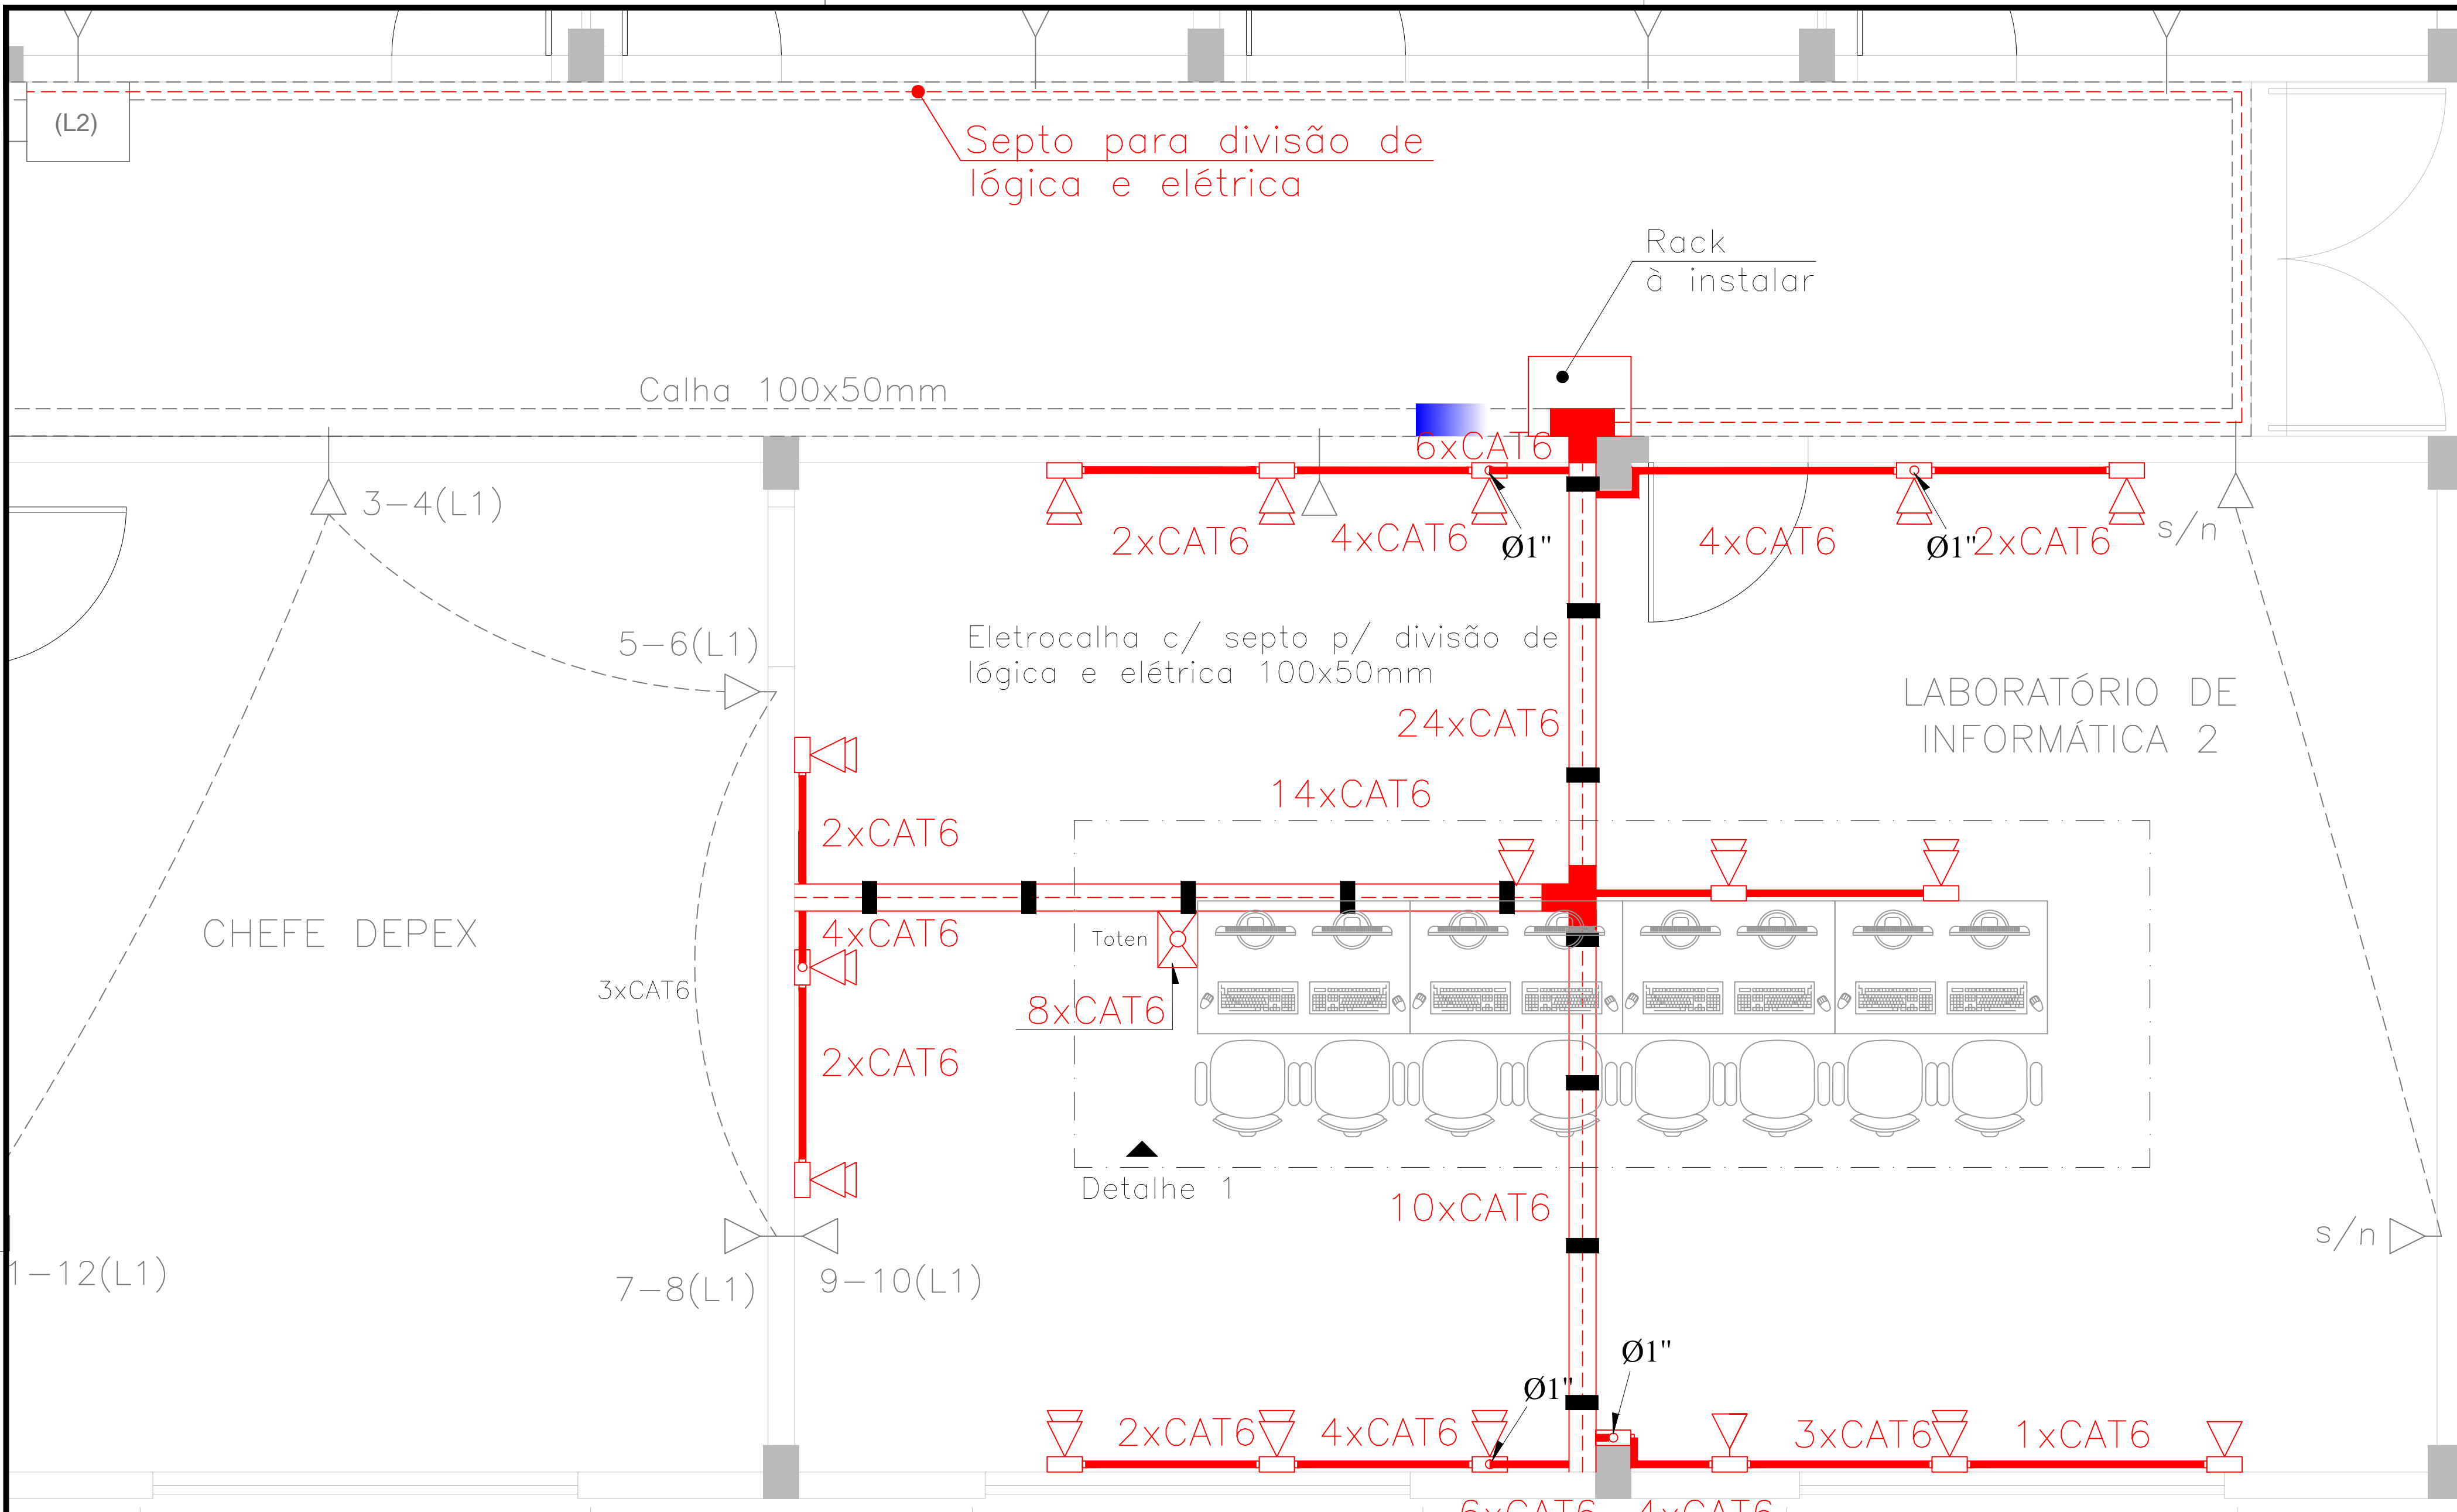 (L2)
Septo para divisão de
lógica e elétrica
Rack
à instalar
Calha 100x50mm
6xCAT6
3-4(L1)
2xCAT6
4xCAT6
Ø1"
4xCAT6
Ø1"
2xCAT6
s/n
5-6(L1)
Eletrocalha c/ septo p/ divisão de
lógica e elétrica 100x50mm
LABORATÓRIO DE
INFORMÁTICA 2
24xCAT6
14xCAT6
2xCAT6
CHEFE DEPEX
4xCAT6
Toten
3xCAT6
8xCAT6
2xCAT6
Detalhe 1
10xCAT6
s/n
1-12(L1)
7-8(L1)
9-10(L1)
Ø1"
Ø1"
2xCAT6
4xCAT6
3xCAT6
1xCAT6
6xCAT6
4xCAT6